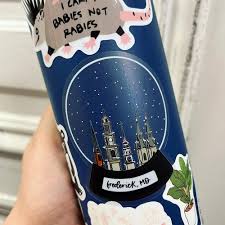 I CARRY
BABIES NOT
RABIES
frederick, MD